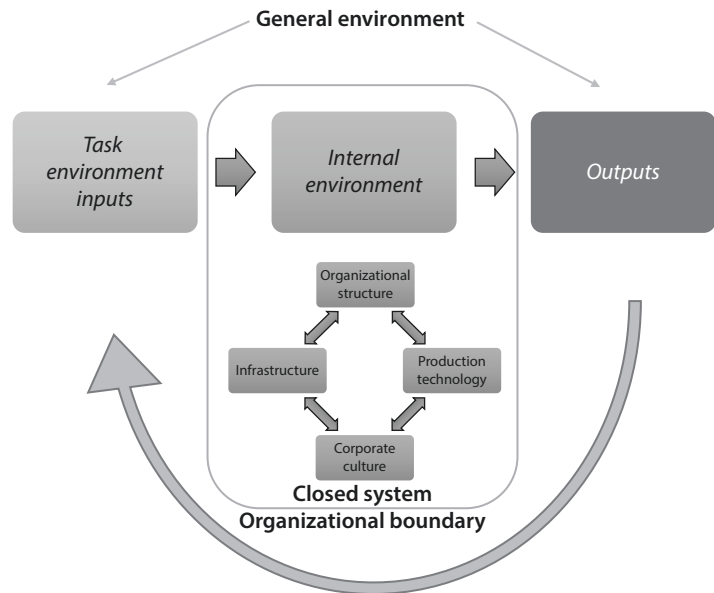 General environment
Task
environment
inputs
Internal
environment
Outputs
Organizational
structure
Infrastructure
Production
technology
Corporate
culture
Closed system
Organizational boundary